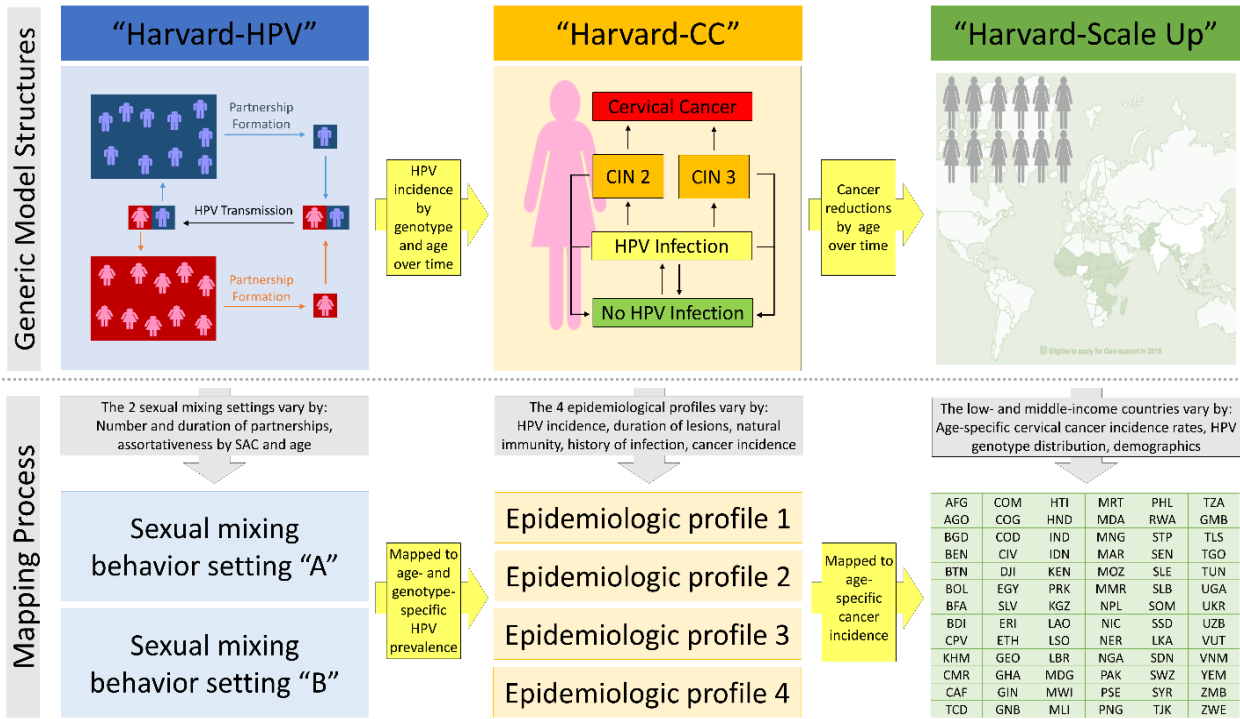 Generic Model Structures
“Harvard-HPV”
Partnership
Formation
HPV Transmission
Partnership
Formation
HPV
incidence
by
genotype
and age
over time
“Harvard-CC”
Cervical Cancer
CIN 2
CIN 3
HPV Infection
No HPV Infection
Cancer
reductions
by age
over time
“Harvard-Scale Up”
Eligible to apply for Gavi support in 2018
Mapping Process
The 2 sexual mixing settings vary by:
Number and duration of partnerships,
assortativeness by SAC and age
Sexual mixing
behavior setting “A”
Sexual mixing
behavior setting “B”
Mapped to
age- and
genotype-
specific
HPV
prevalence
The 4 epidemiological profiles vary by:
HPV incidence, duration of lesions, natural
immunity, history of infection, cancer incidence
Epidemiologic profile 1
Epidemiologic profile 2
Epidemiologic profile 3
Epidemiologic profile 4
Mapped to
age-
specific
cancer
incidence
The low- and middle-income countries vary by:
Age-specific cervical cancer incidence rates, HPV
genotype distribution, demographics
AFG COM HTI MRT PHL TZA
AGO COG HND MDA RWA GMB
BGD COD IND MNG STP TLS
BEN CIV IDN MAR SEN TGO
BTN DJI KEN MOZ SLE TUN
BOL EGY PRK MMR SLB UGA
BFA SLV KGZ NPL SOM UKR
BDI ERI LAO NIC SSD UZB
CPV ETH LSO NER LKA VUT
KHM GEO LBR NGA SDN VNM
CMR GHA MDG PAK SWZ YEM
CAF GIN MWI PSE SYR ZMB
TCD GNB MLI PNG TJK ZWE